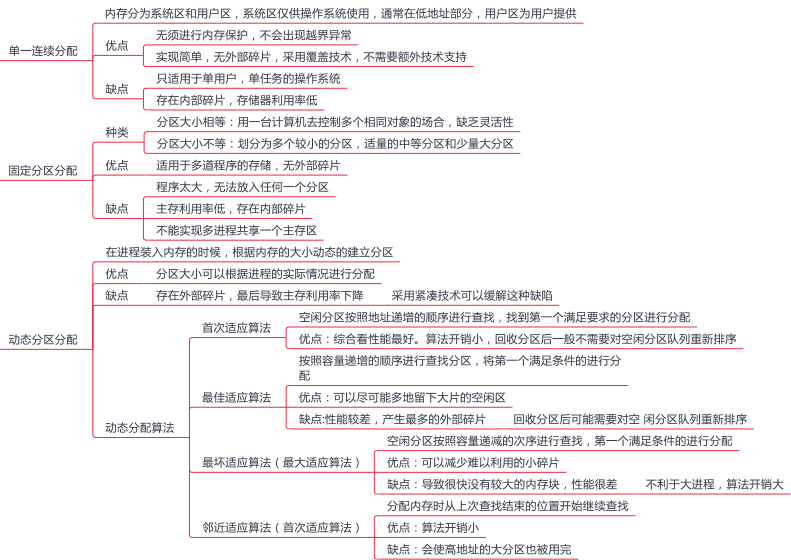 单一连续分配
内存分为系统区和用户区，系统区仅供操作系统使用，通常在低地址部分，用户区为用户提供
优点
无须进行内存保护，不会出现越界异常
实现简单，无外部碎片，采用覆盖技术，不需要额外技术支持
缺点
只适用于单用户，单任务的操作系统
存在内部碎片，存储器利用率低
固定分区分配
种类
分区大小相等：用一台计算机去控制多个相同对象的场合，缺乏灵活性
分区大小不等：划分为多个较小的分区，适量的中等分区和少量大分区
优点
适用于多道程序的存储，无外部碎片
缺点
程序太大，无法放入任何一个分区
主存利用率低，存在内部碎片
不能实现多进程共享一个主存区
动态分区分配
在进程装入内存的时候，根据内存的大小动态的建立分区
优点
分区大小可以根据进程的实际情况进行分配
缺点
存在外部碎片，最后导致主存利用率下降
采用紧凑技术可以缓解这种缺陷
动态分配算法
首次适应算法
空闲分区按照地址递增的顺序进行查找，找到第一个满足要求的分区进行分配
优点：综合看性能最好。算法开销小，回收分区后一般不需要对空闲分区队列重新排序
最佳适应算法
按照容量递增的顺序进行查找分区，将第一个满足条件的进行分
配
优点：可以尽可能多地留下大片的空闲区
缺点:性能较差，产生最多的外部碎片
回收分区后可能需要对空 闲分区队列重新排序
最坏适应算法（最大适应算法）
空闲分区按照容量递减的次序进行查找，第一个满足条件的进行分配
优点：可以减少难以利用的小碎片
缺点：导致很快没有较大的内存块，性能很差
不利于大进程，算法开销大
邻近适应算法（首次适应算法）
分配内存时从上次查找结束的位置开始继续查找
优点：算法开销小
缺点：会使高地址的大分区也被用完